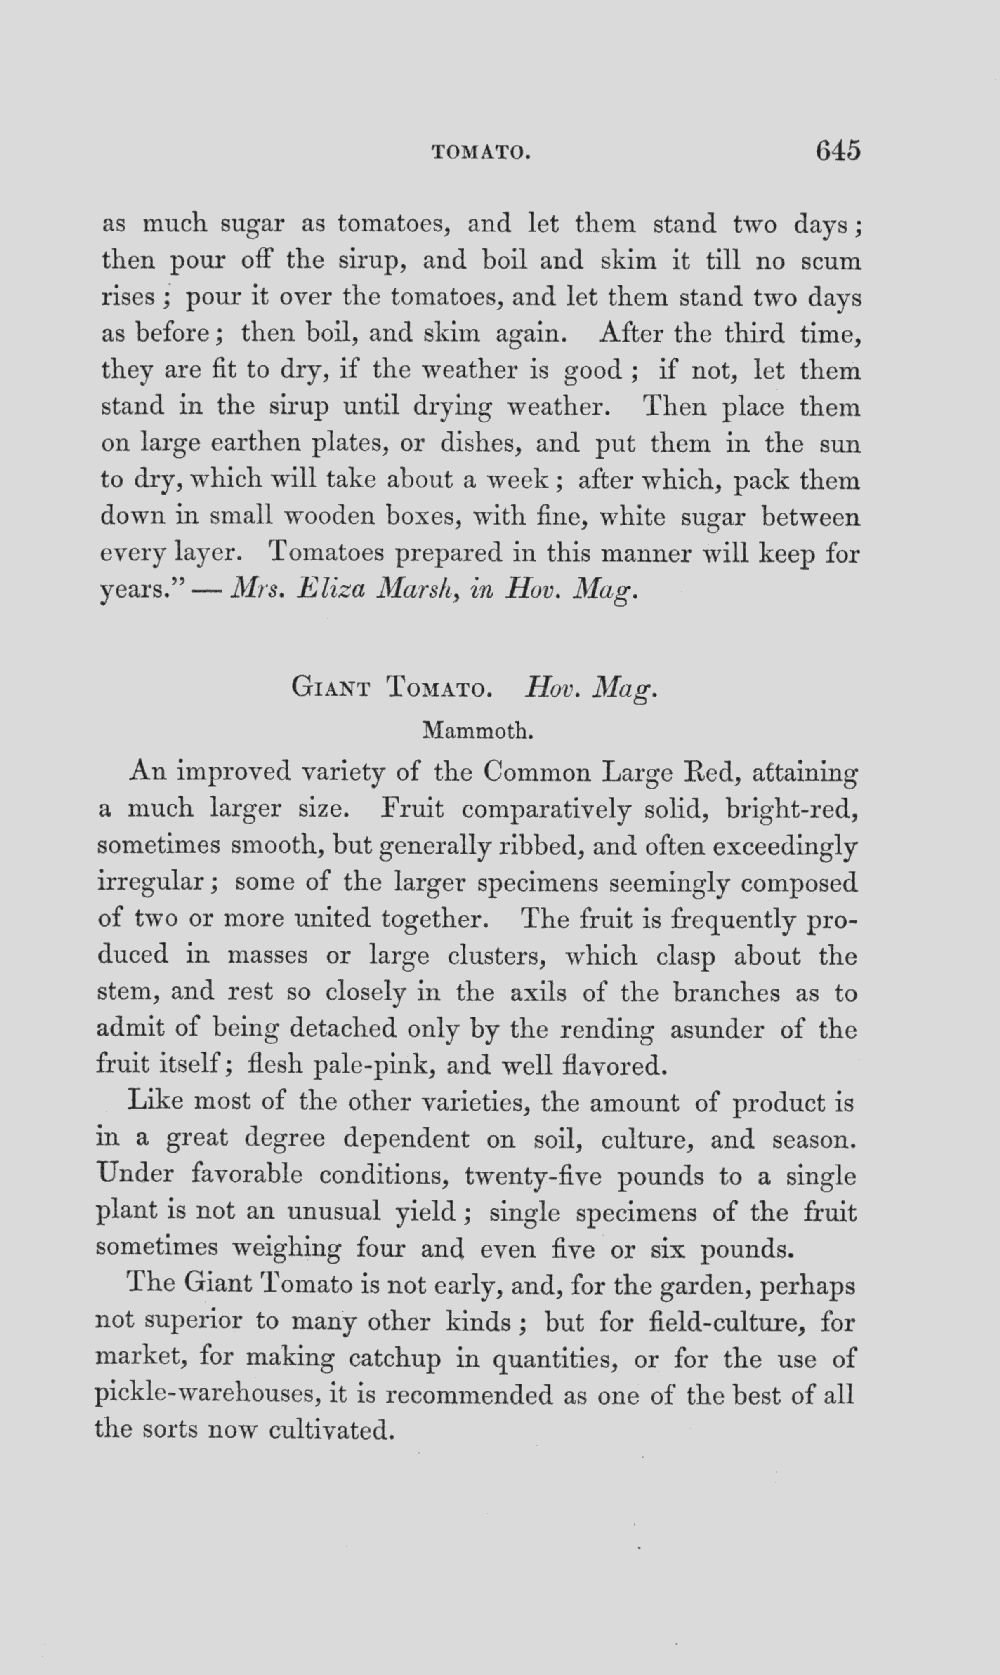 TOMATO. 645
as much sugar as tomatoes, and let them stand two days;
then pour off the sirup, and boil and skim it till no scum
rises; pour it over the tomatoes, and let them stand two days
as before; then boil, and skim again. After the third time,
they are fit to dry, if the weather is good; if not, let them
stand in the sirup until drying weather. Then place them
on large earthen plates, or dishes, and put them in the sun
to dry, which will take about a week; after which, pack them
down in small wooden boxes, with fine, white sugar between
every layer. Tomatoes prepared in this manner will keep for
years.” — Mrs. Eliza Marsh, in Hov. Mag.
GIANT TOMATO. Hov. Mag.
Mammoth.
An improved variety of the Common Large Red, attaining
a much larger size. Fruit comparatively solid, bright-red,
sometimes smooth, but generally ribbed, and often exceedingly
irregular; some of the larger specimens seemingly composed
of two or more united together. The fruit is frequently pro-
duced in masses or large clusters, which clasp about the
stem, and rest so closely in the axils of the branches as to
admit of being detached only by the rending asunder of the
fruit itself; flesh pale-pink, and well flavored.
Like most of the other varieties, the amount of product is
in a great degree dependent on soil, culture, and season.
Under favorable conditions, twenty-five pounds to a single
plant is not an unusual yield; single specimens of the fruit
sometimes weighing four and even five or six pounds.
The Giant Tomato is not early, and, for the garden, perhaps
not superior to many other kinds; but for field-culture, for
market, for making catchup in quantities, or for the use of
pickle-warehouses, it is recommended as one of the best of all
the sorts now cultivated.